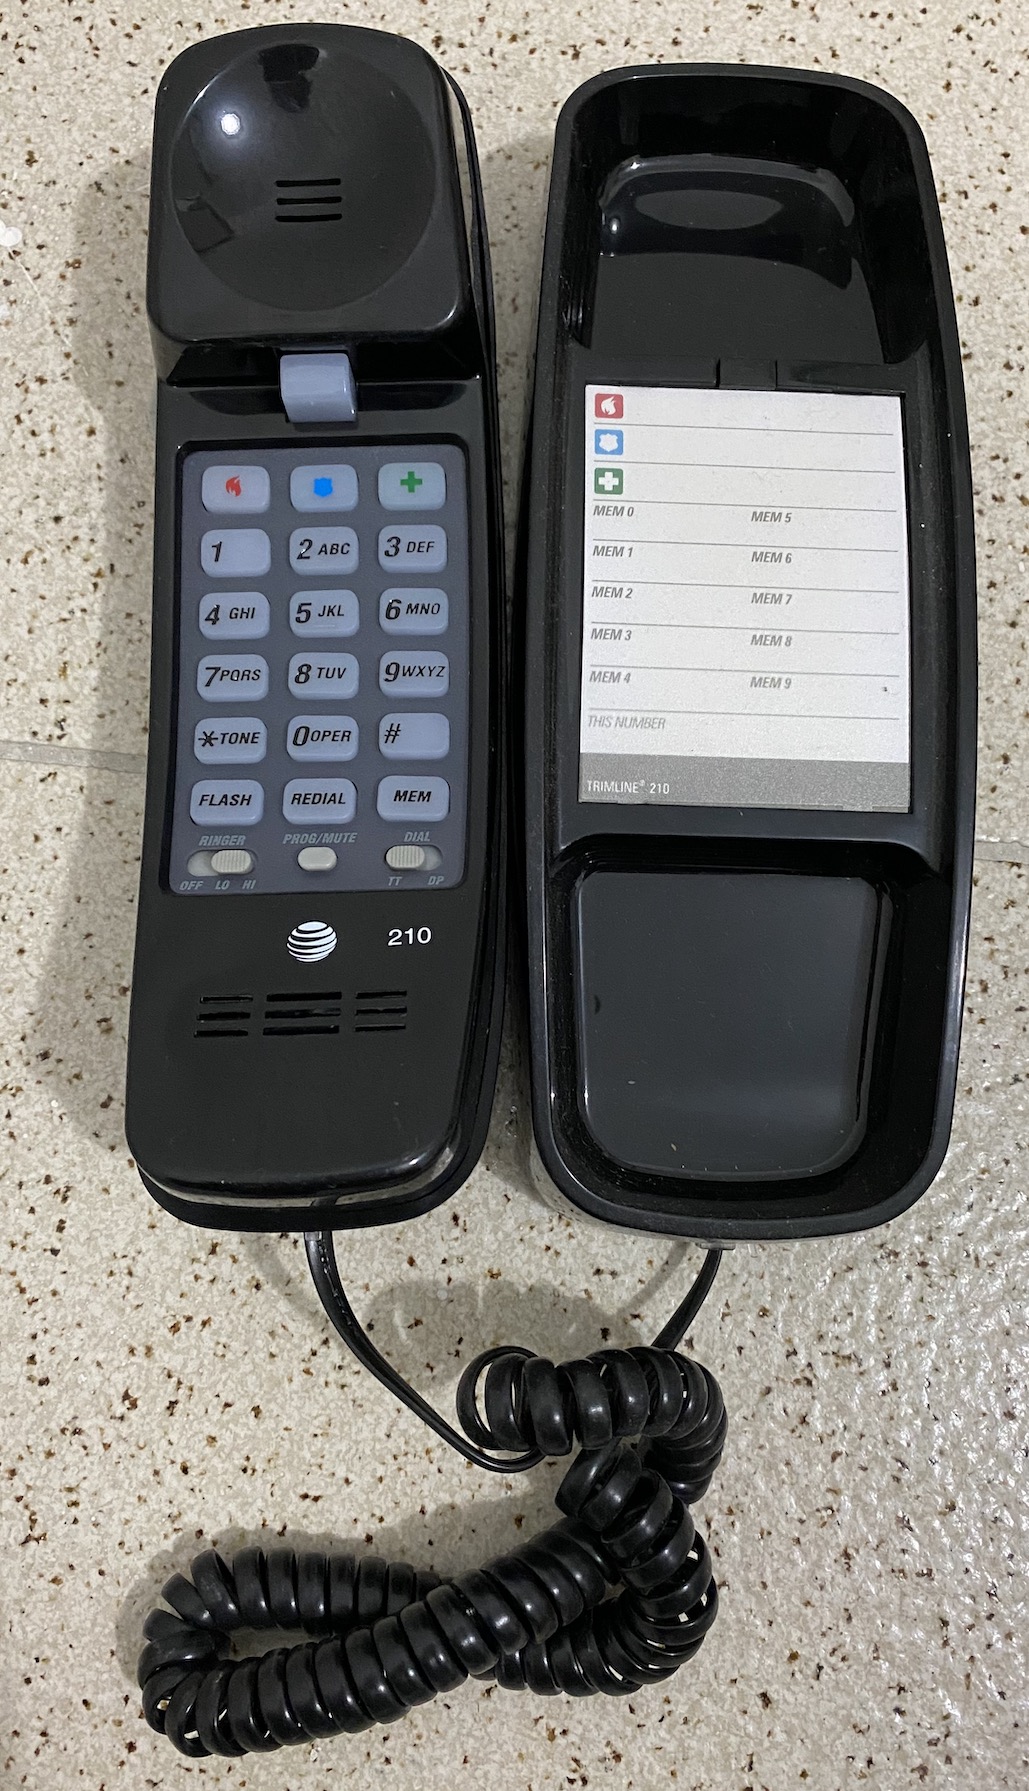 1 2 ABC 3 DEF
4 GHI 5 JKL 6 MNO
7 PQRS 8 TUV 9 WXYZ
*TONE 0 OPER #
FLASH REDIAL MEM
RINGER PROG/MUTE DIAL
OFF LO HI TT DP
210
MEM 0 MEM 5
MEM 1 MEM 6
MEM 2 MEM 7
MEM 3 MEM 8
MEM 4 MEM 9
THIS NUMBER
TRIMLINE® 210